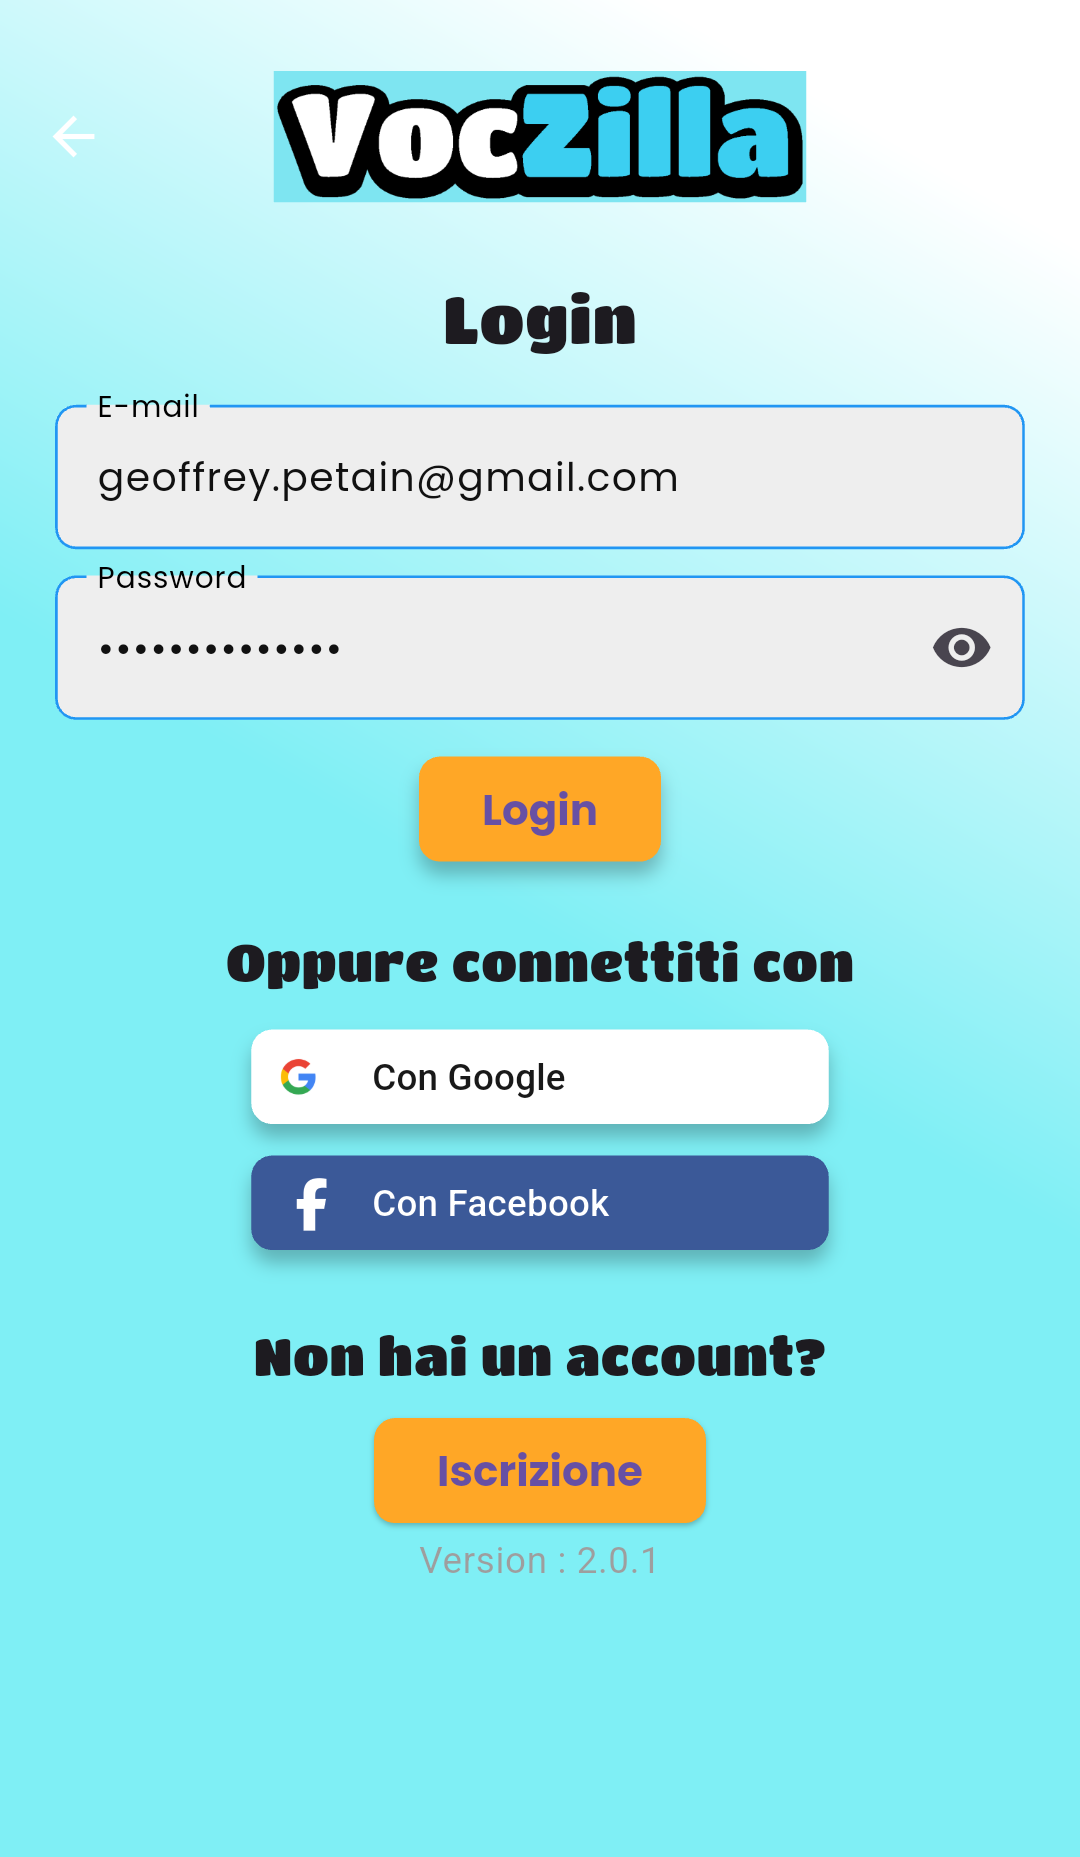 VocZilla
Login
E-mail
geoffrey.petain@gmail.com
Password
••••••••••••••
Login
Oppure connettiti con
Con Google
Con Facebook
Non hai un account?
Iscrizione
Version : 2.0.1